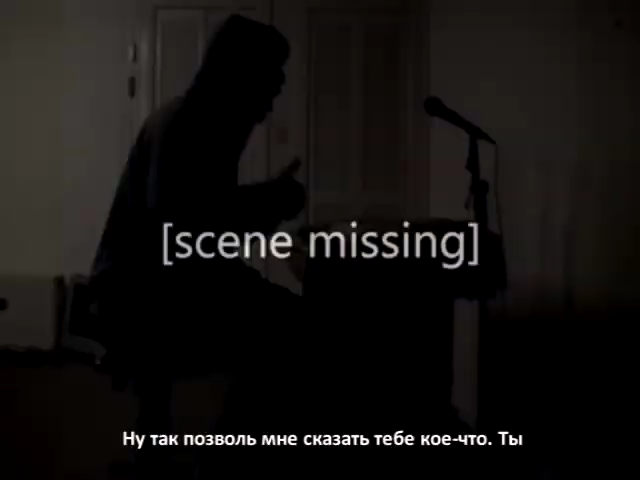 [scene missing]
Ну так позволь мне сказать тебе кое-что. Ты